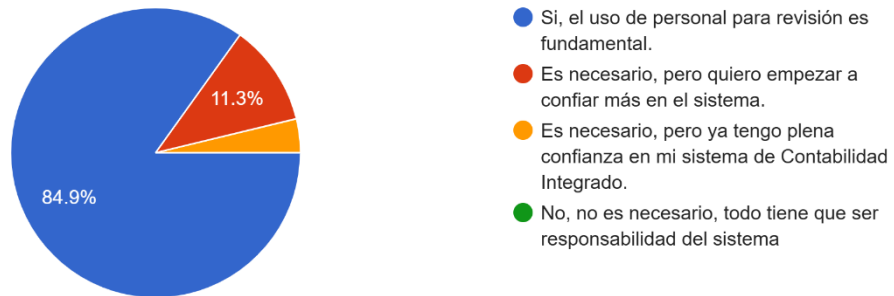 Si, el uso de personal para revisión es
fundamental.
Es necesario, pero quiero empezar a
confiar más en el sistema.
Es necesario, pero ya tengo plena
confianza en mi sistema de Contabilidad
Integrado.
No, no es necesario, todo tiene que ser
responsabilidad del sistema
11.3%
84.9%